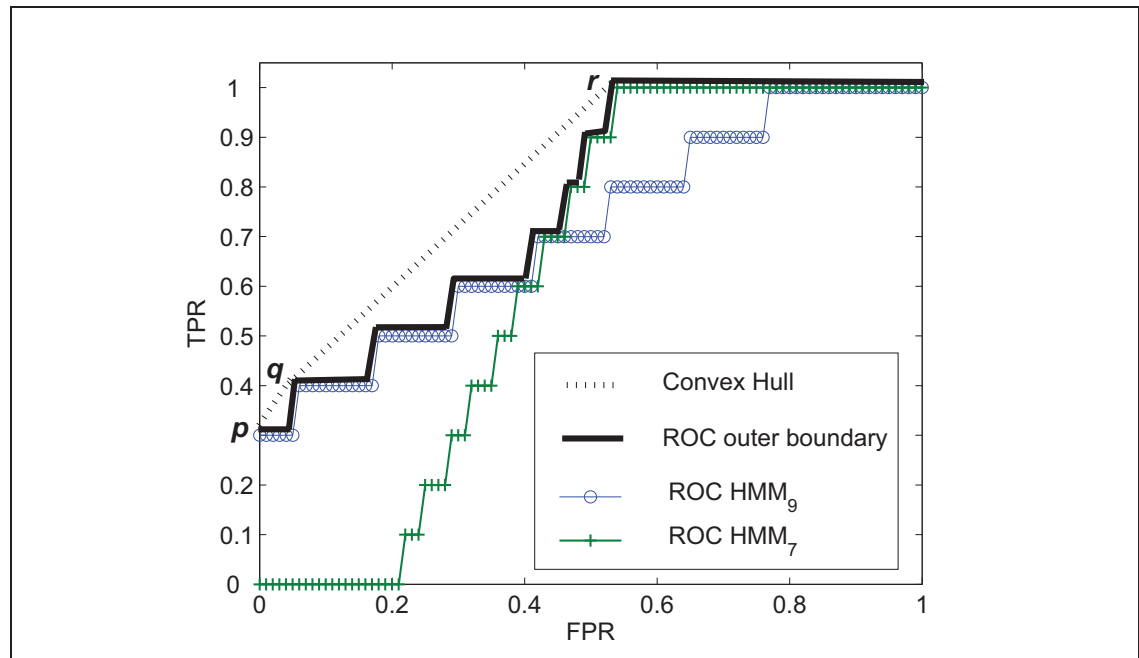 1
0.9
0.8
0.7
0.6
0.5
0.4
0.3
0.2
0.1
0
TPR
r
q
p
Convex Hull
ROC outer boundary
ROC HMM9
ROC HMM7
0 0.2 0.4 0.6 0.8 1
FPR